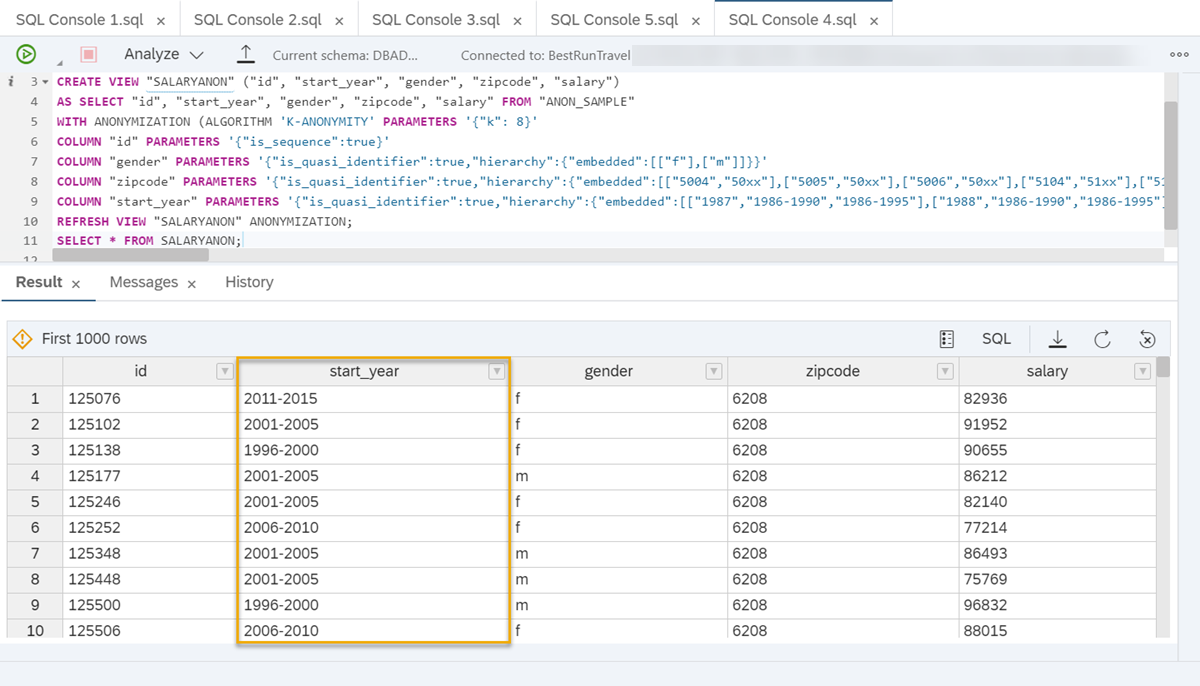 SQL Console 1.sql × SQL Console 2.sql × SQL Console 3.sql × SQL Console 5.sql × SQL Console 4.sql ×
Analyze Current schema: DBAD... Connected to: BestRunTravel
i 3 CREATE VIEW "SALARYANON" ("id", "start_year", "gender", "zipcode", "salary")
4 AS SELECT "id", "start_year", "gender", "zipcode", "salary" FROM "ANON_SAMPLE"
5 WITH ANONYMIZATION (ALGORITHM 'K-ANONYMITY' PARAMETERS '{"k": 8}'
6 COLUMN "id" PARAMETERS '{"is_sequence":true}'
7 COLUMN "gender" PARAMETERS '{"is_quasi_identifier":true,"hierarchy":{"embedded":[["f"],["m"]]}}'
8 COLUMN "zipcode" PARAMETERS '{"is_quasi_identifier":true,"hierarchy":{"embedded":[["5004","50xx"],["5005","50xx"],["5006","50xx"],["5104","51xx"],["51
9 COLUMN "start_year" PARAMETERS '{"is_quasi_identifier":true,"hierarchy":{"embedded":[["1987","1986-1990","1986-1995"],["1988","1986-1990","1986-1995"]
10 REFRESH VIEW "SALARYANON" ANONYMIZATION;
11 SELECT * FROM SALARYANON;
12
Result × Messages × History
First 1000 rows SQL
id start_year gender zipcode salary
1 125076 2011-2015 f 6208 82936
2 125102 2001-2005 f 6208 91952
3 125138 1996-2000 f 6208 90655
4 125177 2001-2005 m 6208 86212
5 125246 2001-2005 f 6208 82140
6 125252 2006-2010 f 6208 77214
7 125348 2001-2005 m 6208 86493
8 125448 2001-2005 m 6208 75769
9 125500 1996-2000 m 6208 96832
10 125506 2006-2010 f 6208 88015